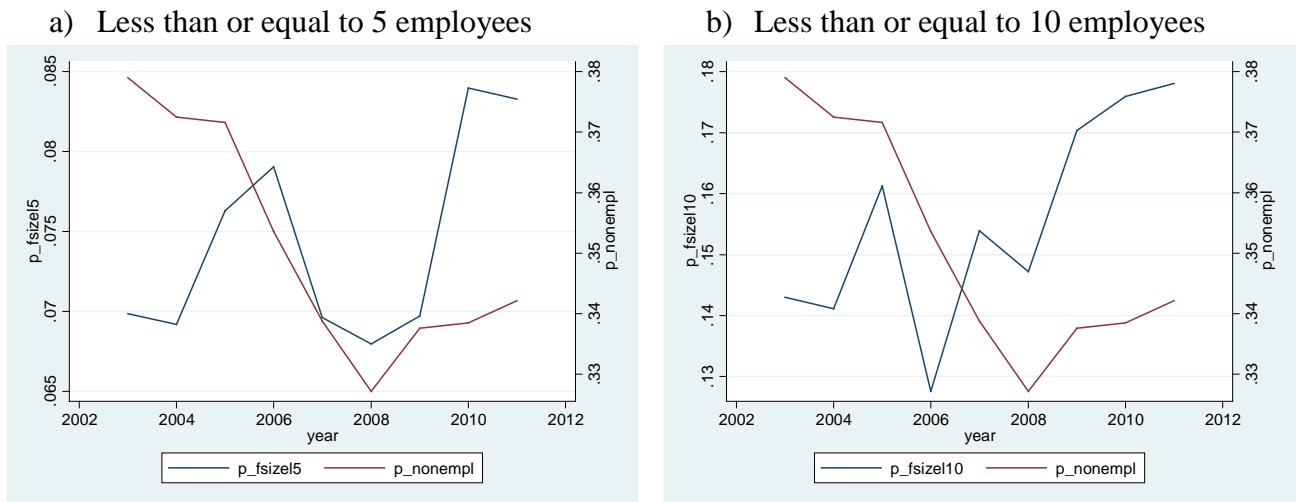 a) Less than or equal to 5 employees
.085
.08
.075
.07
.065
p_fsizel5
.38
.37
.36
.35
.34
.33
p_nonempl
2002 2004 2006 2008 2010 2012
year
p_fsizel5 p_nonempl
b) Less than or equal to 10 employees
.18
.17
.16
.15
.14
.13
p_fsizel10
.38
.37
.36
.35
.34
.33
p_nonempl
2002 2004 2006 2008 2010 2012
year
p_fsizel10 p_nonempl